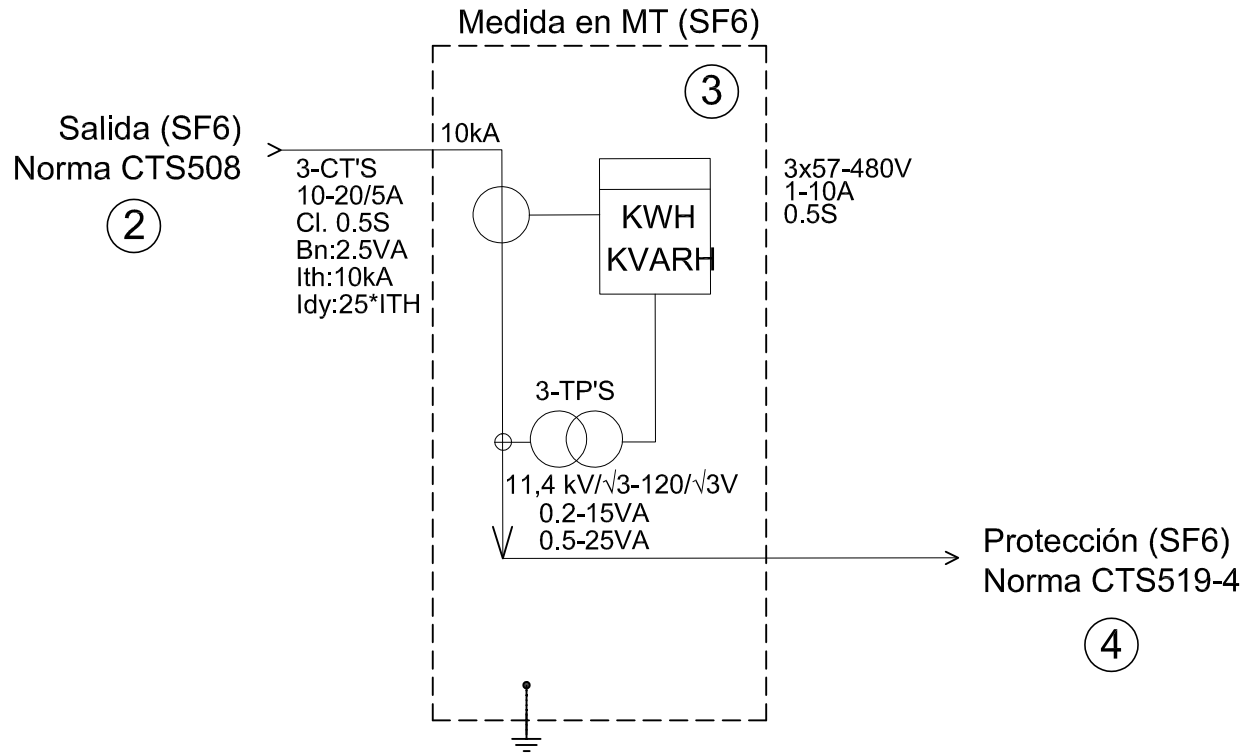 Medida en MT (SF6)
3
Salida (SF6)
Norma CTS508
2
10kA
3-CT'S
10-20/5A
Cl. 0.5S
Bn:2.5VA
Ith:10kA
Idy:25*ITH
KWH
KVARH
3x57-480V
1-10A
0.5S
3-TP'S
11,4 kV/√3-120/√3V
0.2-15VA
0.5-25VA
Protección (SF6)
Norma CTS519-4
4